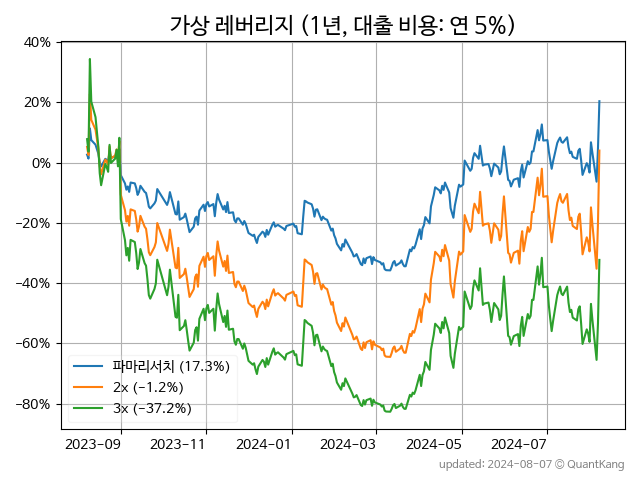 가상 레버리지 (1년, 대출 비용: 연 5%)
40%
20%
0%
−20%
−40%
−60%
−80%
파마리서치 (17.3%)
2x (−1.2%)
3x (−37.2%)
2023-09 2023-11 2024-01 2024-03 2024-05 2024-07
updated: 2024-08-07 © QuantKang